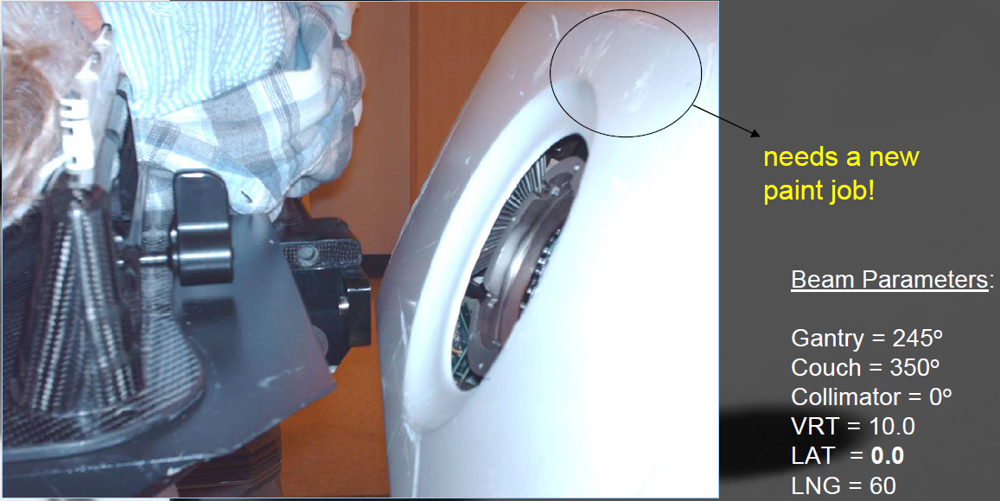 needs a new
paint job!
Beam Parameters:
Gantry = 245º
Couch = 350º
Collimator = 0º
VRT = 10.0
LAT = 0.0
LNG = 60